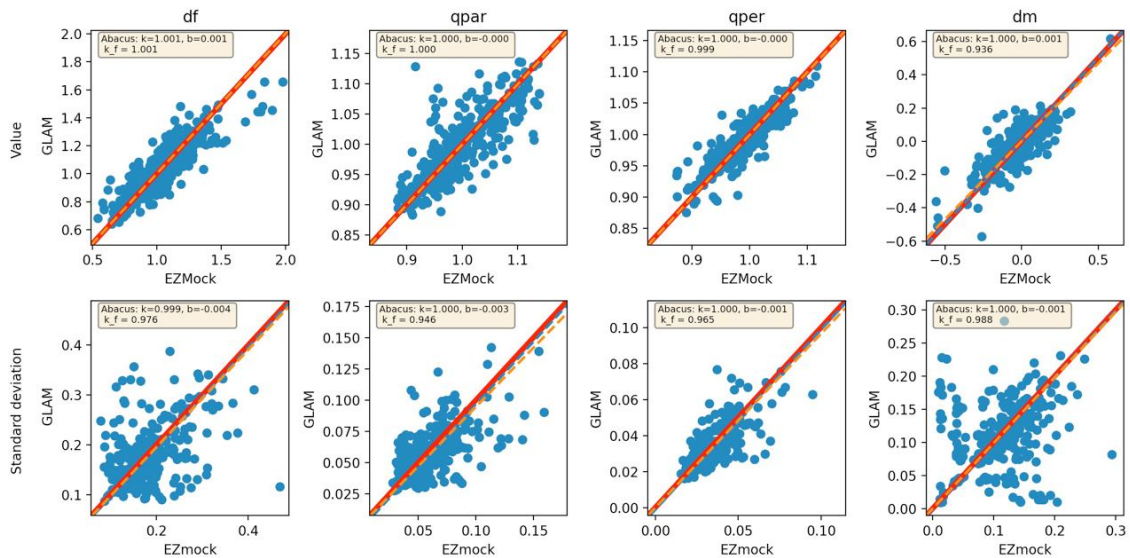 df
qpar
qper
dm
Value
GLAM
2.0
1.8
1.6
1.4
1.2
1.0
0.8
0.6
Abacus: k=1.001, b=0.001
k_f = 1.001
0.5
1.0
1.5
2.0
EZMock
GLAM
1.15
1.10
1.05
1.00
0.95
0.90
0.85
Abacus: k=1.000, b=-0.000
k_f = 1.000
0.9
1.0
1.1
EZMock
GLAM
1.15
1.10
1.05
1.00
0.95
0.90
0.85
Abacus: k=1.000, b=-0.000
k_f = 0.999
0.9
1.0
1.1
EZMock
GLAM
0.6
0.4
0.2
0.0
−0.2
−0.4
−0.6
Abacus: k=1.000, b=0.001
k_f = 0.936
−0.5
0.0
0.5
EZMock
Standard deviation
GLAM
0.4
0.3
0.2
0.1
Abacus: k=0.999, b=-0.004
k_f = 0.976
0.2
0.4
EZmock
GLAM
0.175
0.150
0.125
0.100
0.075
0.050
0.025
Abacus: k=1.000, b=-0.003
k_f = 0.946
0.05
0.10
0.15
EZmock
GLAM
0.10
0.08
0.06
0.04
0.02
0.00
Abacus: k=1.000, b=-0.001
k_f = 0.965
0.00
0.05
0.10
EZmock
GLAM
0.30
0.25
0.20
0.15
0.10
0.05
0.00
Abacus: k=1.000, b=-0.001
k_f = 0.988
0.0
0.1
0.2
0.3
EZmock